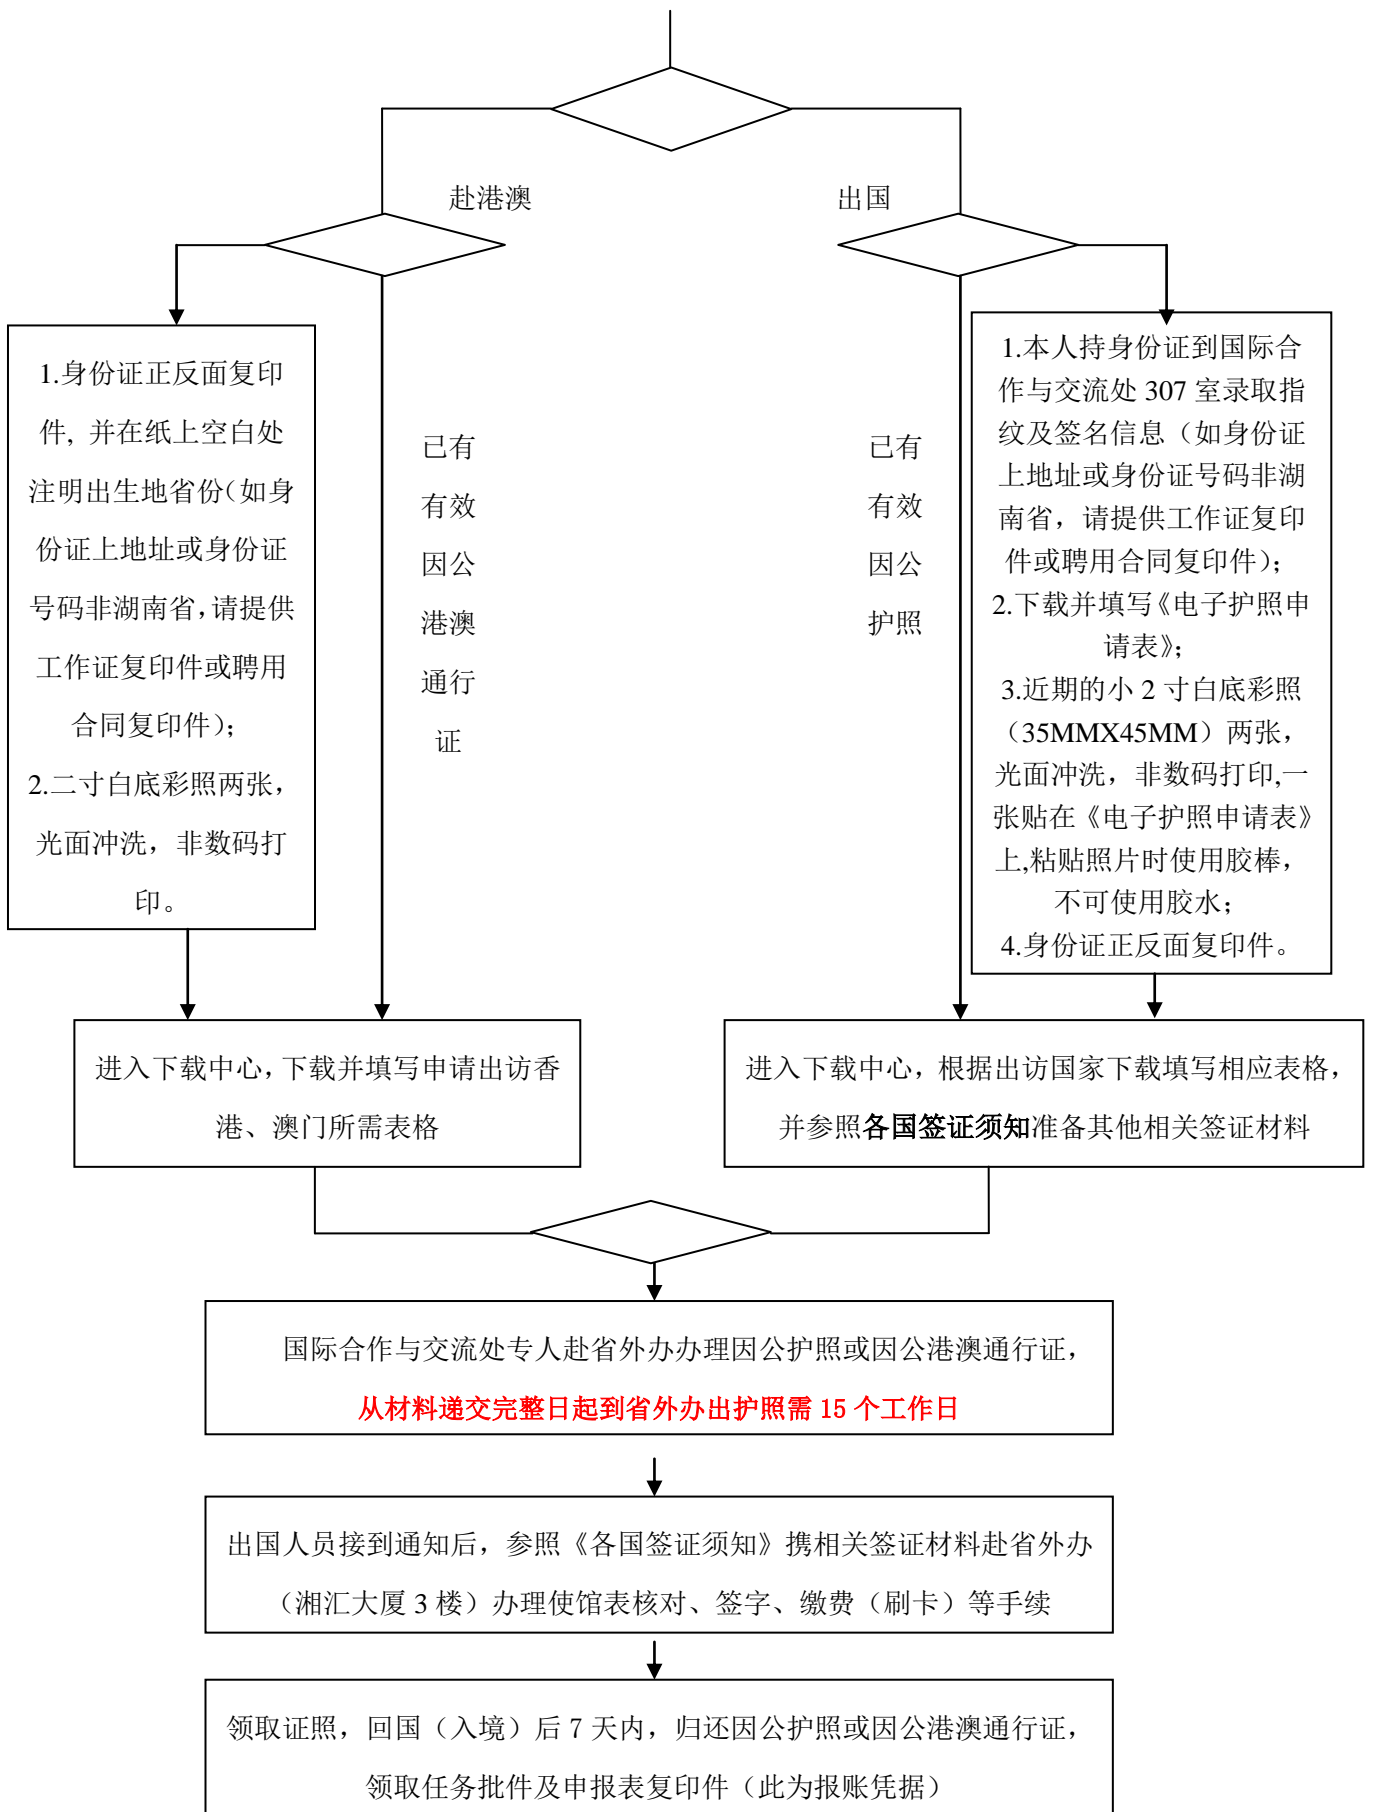 赴港澳
出国
1.身份证正反面复印
件, 并在纸上空白处
注明出生地省份(如身
份证上地址或身份证
号码非湖南省,请提供
工作证复印件或聘用
合同复印件);
2.二寸白底彩照两张,
光面冲洗，非数码打
印。
已有
有效
因公
港澳
通行
证
已有
有效
因公
护照
1.本人持身份证到国际合
作与交流处 307 室录取指
纹及签名信息（如身份证
上地址或身份证号码非湖
南省，请提供工作证复印
件或聘用合同复印件）;
2.下载并填写《电子护照申
请表》;
3.近期的小 2 寸白底彩照
（35MMX45MM）两张，
光面冲洗，非数码打印,一
张贴在《电子护照申请表》
上,粘贴照片时使用胶棒，
不可使用胶水；
4.身份证正反面复印件。
进入下载中心，下载并填写申请出访香
港、澳门所需表格
进入下载中心，根据出访国家下载填写相应表格，
并参照各国签证须知准备其他相关签证材料
国际合作与交流处专人赴省外办办理因公护照或因公港澳通行证，
从材料递交完整日起到省外办出护照需 15 个工作日
出国人员接到通知后，参照《各国签证须知》携相关签证材料赴省外办
（湘汇大厦 3 楼）办理使馆表核对、签字、缴费（刷卡）等手续
领取证照，回国（入境）后 7 天内，归还因公护照或因公港澳通行证，
领取任务批件及申报表复印件（此为报账凭据）